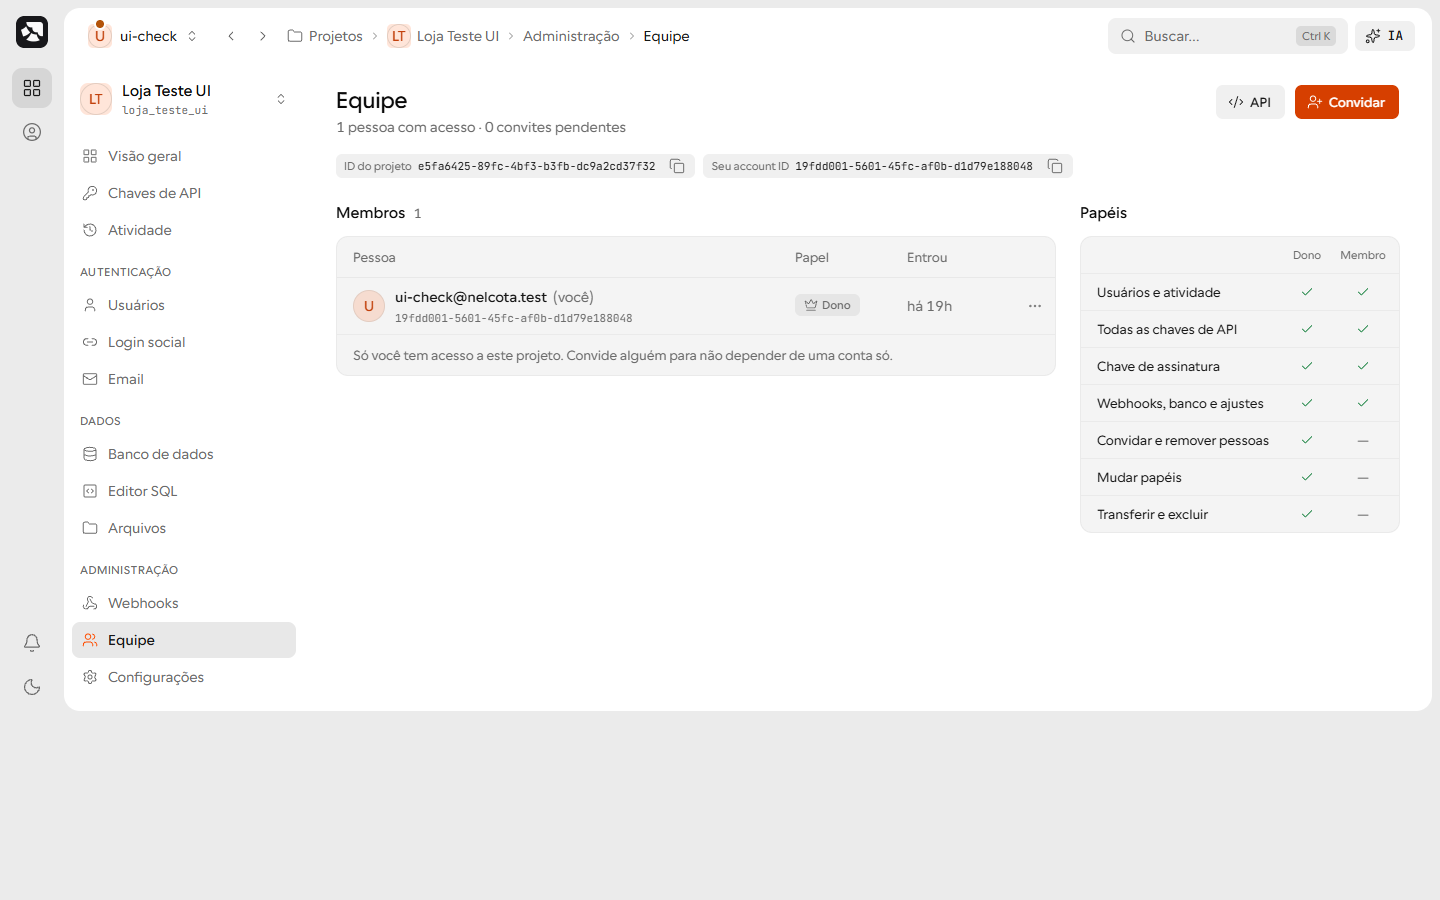 U ui-check Projetos LT Loja Teste UI Administração Equipe Buscar... Ctrl K IA
LT Loja Teste UI
loja_teste_ui
Visão geral
Chaves de API
Atividade
AUTENTICAÇÃO
Usuários
Login social
Email
DADOS
Banco de dados
Editor SQL
Arquivos
ADMINISTRAÇÃO
Webhooks
Equipe
Configurações
Equipe
1 pessoa com acesso · 0 convites pendentes
API
Convidar
ID do projeto e5fa6425-89fc-4bf3-b3fb-dc9a2cd37f32
Seu account ID 19fdd001-5601-45fc-af0b-d1d79e188048
Membros 1
Pessoa Papel Entrou
U ui-check@nelcota.test (você) Dono há 19h
19fdd001-5601-45fc-af0b-d1d79e188048
Só você tem acesso a este projeto. Convide alguém para não depender de uma conta só.
Papéis
Dono Membro
Usuários e atividade
Todas as chaves de API
Chave de assinatura
Webhooks, banco e ajustes
Convidar e remover pessoas —
Mudar papéis —
Transferir e excluir —